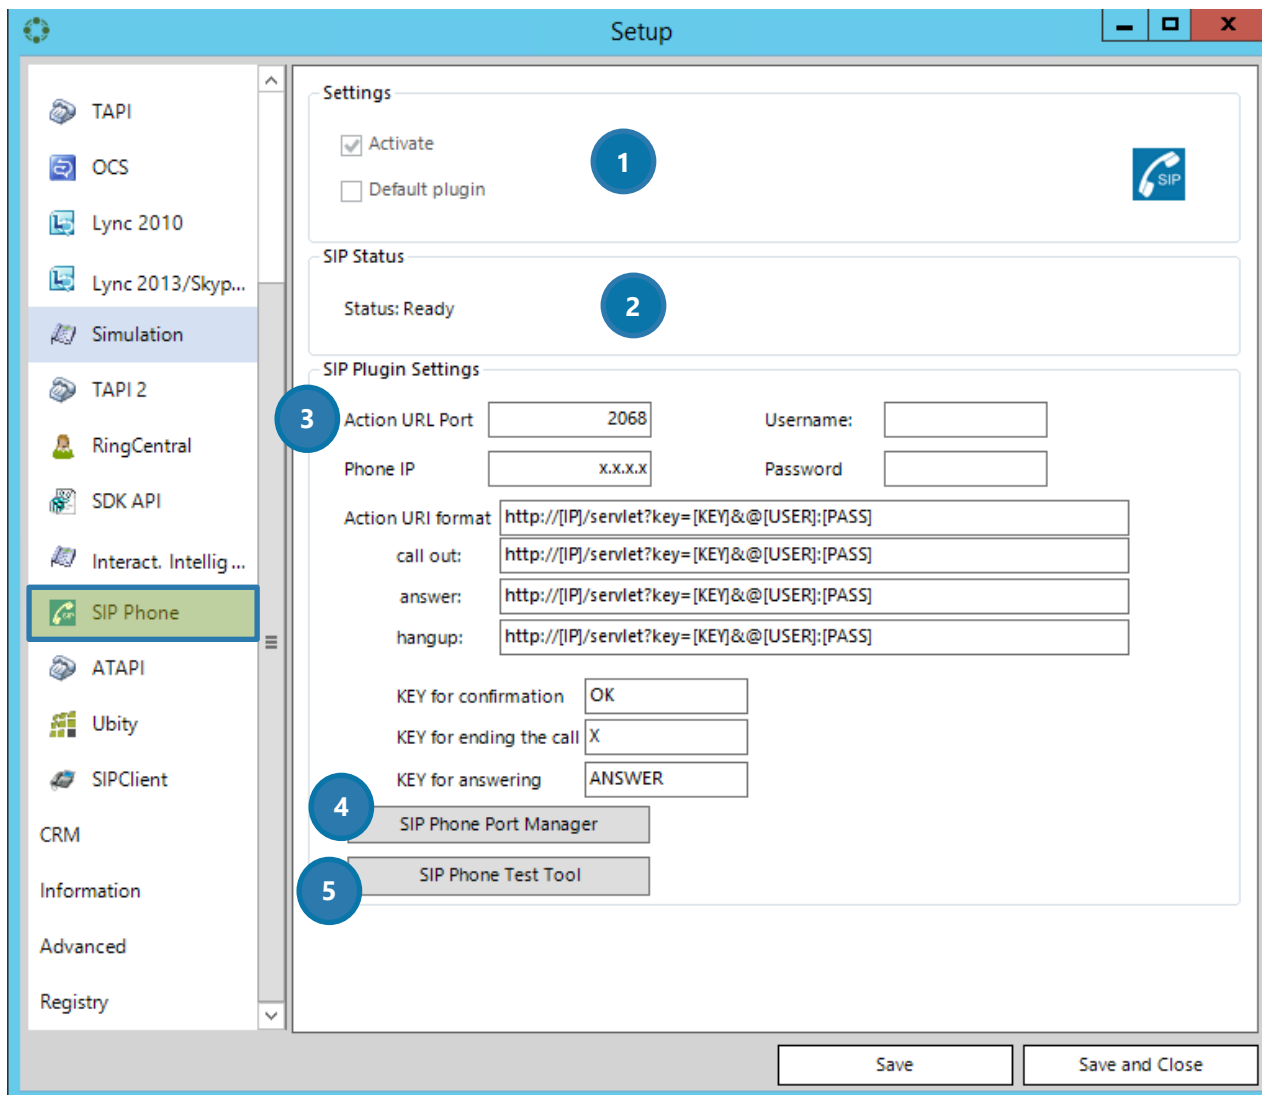 Setup
X
TAPI
OCS
Lync 2010
Lync 2013/Skyp...
Simulation
TAPI 2
RingCentral
SDK API
Interact. Intellig ...
SIP Phone
ATAPI
Ubity
SIPClient
CRM
Information
Advanced
Registry
Settings
Activate
Default plugin
1
SIP
SIP Status
Status: Ready
2
SIP Plugin Settings
3
Action URL Port 2068 Username:
Phone IP x.x.x.x Password
Action URI format http://[IP]/servlet?key=[KEY]&@[USER]:[PASS]
call out: http://[IP]/servlet?key=[KEY]&@[USER]:[PASS]
answer: http://[IP]/servlet?key=[KEY]&@[USER]:[PASS]
hangup: http://[IP]/servlet?key=[KEY]&@[USER]:[PASS]
KEY for confirmation OK
KEY for ending the call X
KEY for answering ANSWER
4
SIP Phone Port Manager
5
SIP Phone Test Tool
Save
Save and Close